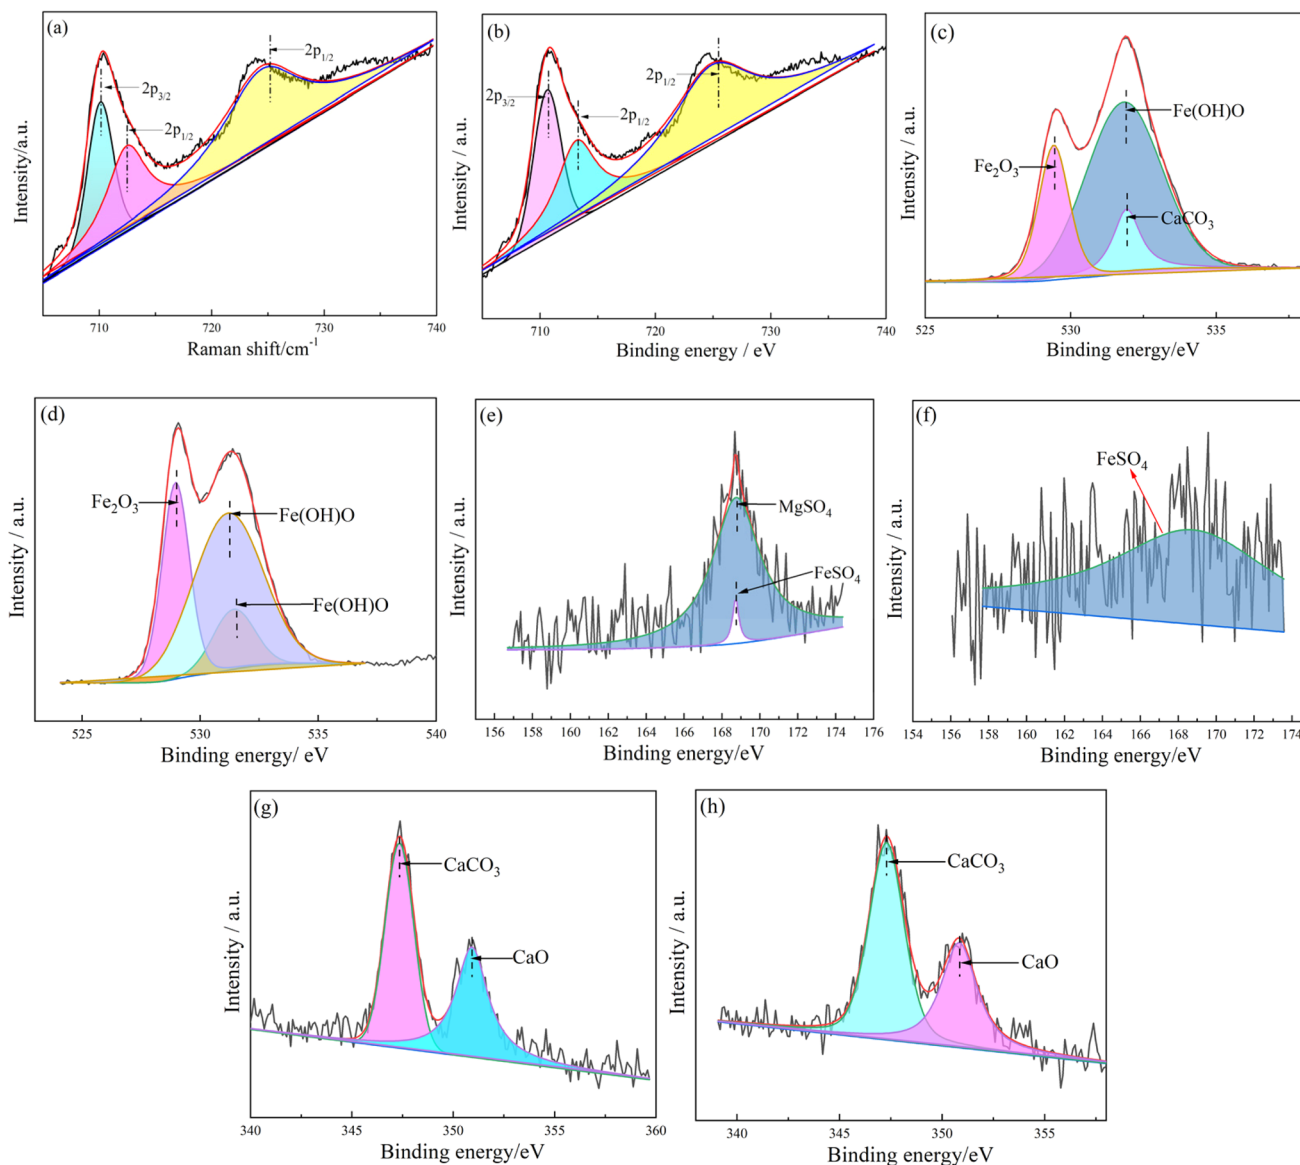 (a)
2p3/2
2p1/2
2p1/2
Intensity/a.u.
710
720
730
740
Raman shift/cm-1
(b)
2p3/2
2p1/2
2p1/2
Intensity / a.u.
710
720
730
740
Binding energy / eV
(c)
Fe2O3
Fe(OH)O
CaCO3
Intensity / a.u.
525
530
535
Binding energy/eV
(d)
Fe2O3
Fe(OH)O
Fe(OH)O
Intensity / a.u.
525
530
535
540
Binding energy/ eV
(e)
MgSO4
FeSO4
Intensity / a.u.
156 158 160 162 164 166 168 170 172 174 176
Binding energy/eV
(f)
FeSO4
Intensity / a.u.
154 156 158 160 162 164 166 168 170 172 174
Binding energy/eV
(g)
CaCO3
CaO
Intensity / a.u.
340
345
350
355
360
Binding energy/eV
(h)
CaCO3
CaO
Intensity / a.u.
340
345
350
355
Binding energy/eV